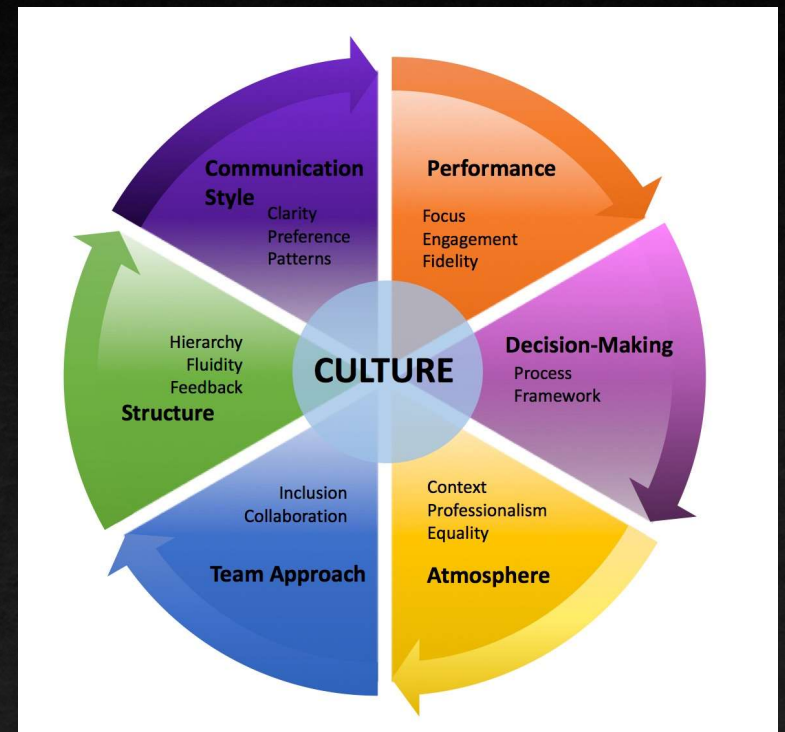 Communication
Style
Clarity
Preference
Patterns
Performance
Focus
Engagement
Fidelity
Decision-Making
Process
Framework
Context
Professionalism
Equality
Atmosphere
Inclusion
Collaboration
Team Approach
Hierarchy
Fluidity
Feedback
Structure
CULTURE